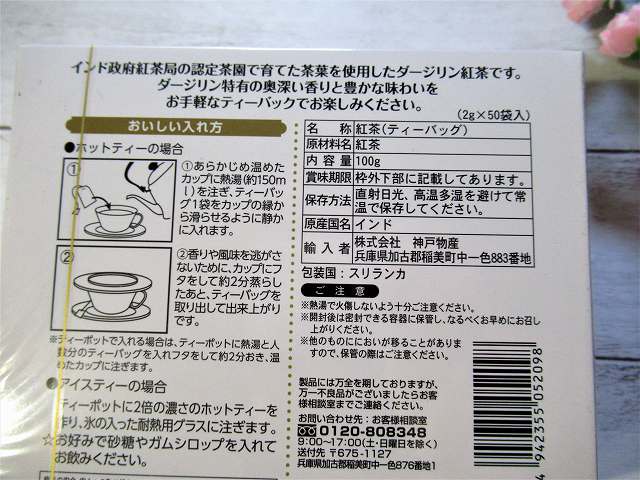 インド政府紅茶局の認定茶園で育てた茶葉を使用したダージリン紅茶です。
ダージリン特有の奥深い香りと豊かな味わいを
お手軽なティーバックでお楽しみください。
(2g×50袋入)
おいしい入れ方
●ホットティーの場合
①
①あらかじめ温めた
カップに熱湯(約150m
l)を注ぎ、ティーバッ
グ1袋をカップの縁か
ら滑らせるように静か
に入れます。
②
②香りや風味を逃が
さないために、カップにフ
タをして約2分蒸らし
たあと、ティーバッグを
取り出して出来上がり
です。
※ティーポットで入れる場合は、ティーポットに熱湯と人
数分のティーバッグを入れフタをして約2分おき、温
めたカップに注ぎます。
●アイスティーの場合
ティーポットに2倍の濃さのホットティーを
作り、氷の入った耐熱用グラスに注ぎます。
☆お好みで砂糖やガムシロップを入れて
お飲みください。
名称 紅茶(ティーバッグ)
原材料名 紅茶
内容量 100g
賞味期限 枠外下部に記載してあります。
保存方法 直射日光、高温多湿を避けて常
温で保存してください。
原産国名 インド
輸入者 株式会社 神戸物産
兵庫県加古郡稲美町中一色883番地
包装国:スリランカ
ご注意
※熱湯で火傷しないよう十分ご注意ください。
※開封後は密封できる容器に保管し、なるべくお早めにお召し
上がりください。
※他のものににおいが移ることがありま
すので、保管の際はご注意ください。
製品には万全を期しておりますが、
万一不良品がございましたらお客
様相談室までご連絡ください。
お問い合わせ先:お客様相談室
0120-808348
9:00〜17:00(土・日曜日を除く)
送付先 〒675-1127
兵庫県加古郡稲美町中一色876番地1
4 942355 052098